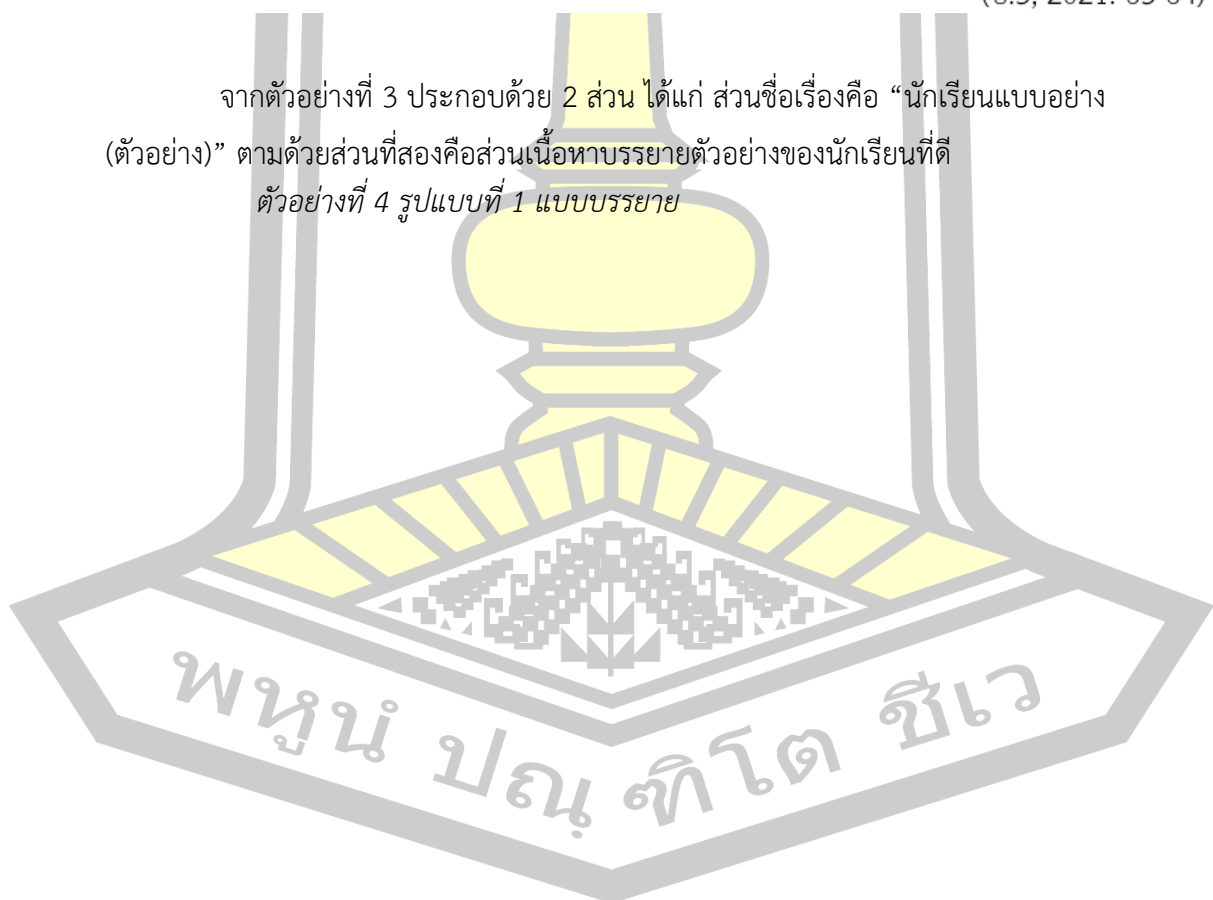 จากตัวอย่างที่ 3 ประกอบด้วย 2 ส่วน ได้แก่ ส่วนชื่อเรื่องคือ “นักเรียนแบบอย่าง
(ตัวอย่าง)” ตามด้วยส่วนที่สองคือส่วนเนื้อหาบรรยายตัวอย่างของนักเรียนที่ดี
ตัวอย่างที่ 4 รูปแบบที่ 1 แบบบรรยาย
พหูนํ ปณฺฑิโต ชีเว